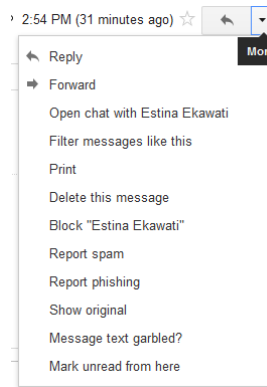 2:54 PM (31 minutes ago)
Reply
Forward
Open chat with Estina Ekawati
Filter messages like this
Print
Delete this message
Block "Estina Ekawati"
Report spam
Report phishing
Show original
Message text garbled?
Mark unread from here